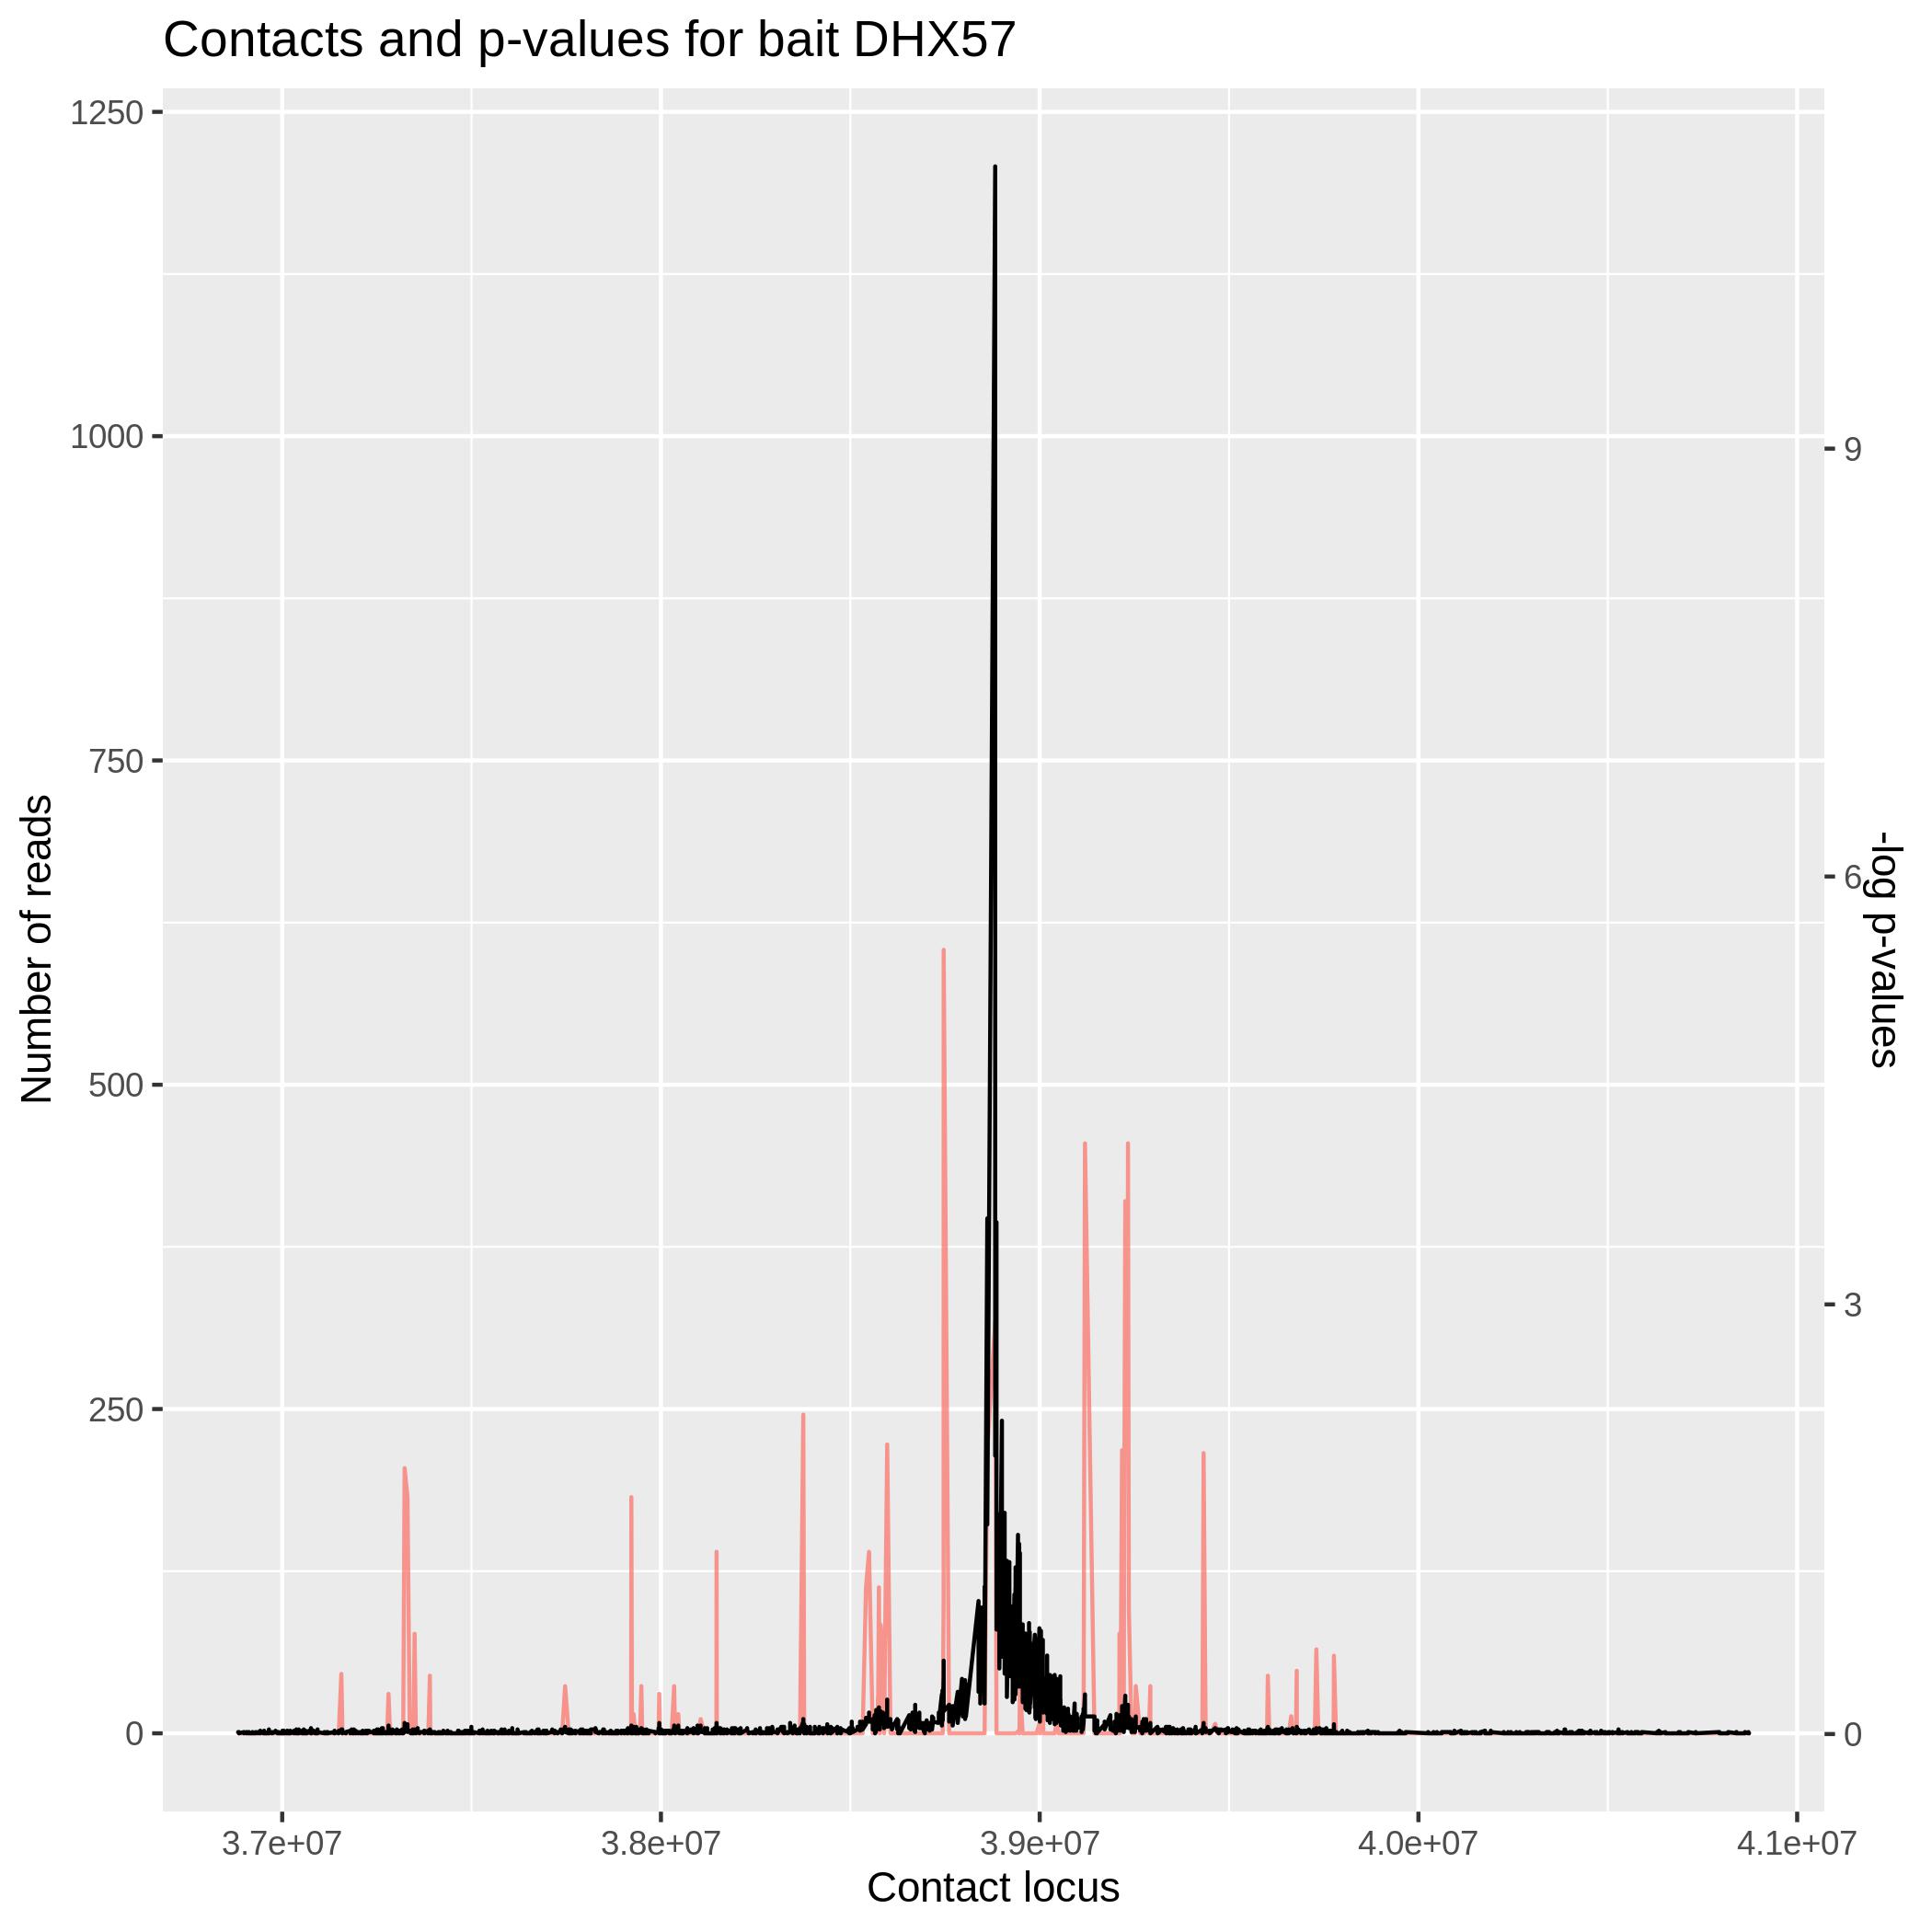 Contacts and p-values for bait DHX57
1250
1000
750
500
250
0
Number of reads
9
6
3
0
-log p-values
3.7e+07
3.8e+07
3.9e+07
4.0e+07
4.1e+07
Contact locus